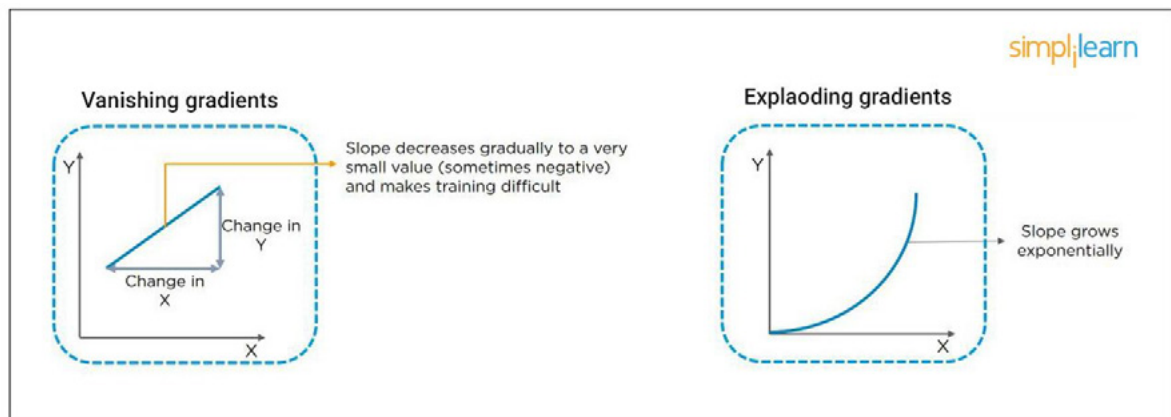 simplilearn
Vanishing gradients
Explaoding gradients
Y
Slope decreases gradually to a very
small value (sometimes negative)
and makes training difficult
Change in
Y
Change in
X
X
Y
Slope grows
exponentially
X